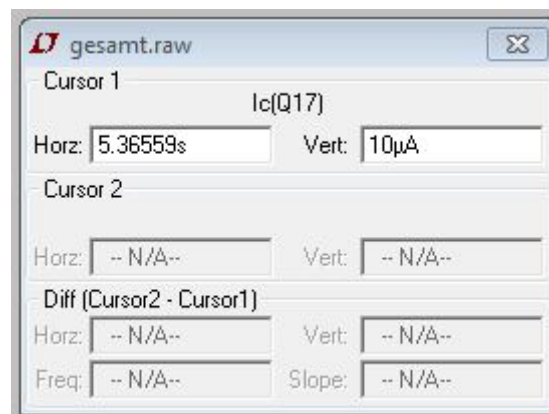 gesamt.raw
Cursor 1
Ic(Q17)
Horz: 5.36559s Vert: 10µA
Cursor 2
Horz: -- N/A-- Vert: -- N/A--
Diff (Cursor2 - Cursor1)
Horz: -- N/A-- Vert: -- N/A--
Freq: -- N/A-- Slope: -- N/A--